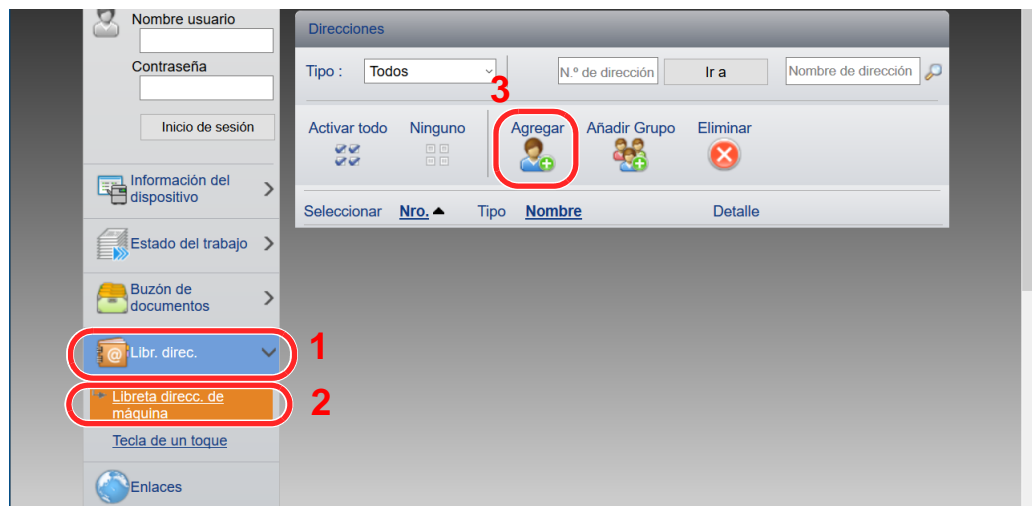 Nombre usuario
Contraseña
Inicio de sesión
Información del
dispositivo
Estado del trabajo
Buzón de
documentos
Libr. direc.
1
Libreta direcc. de
máquina
2
Tecla de un toque
Enlaces
Direcciones
Tipo : Todos N.º de dirección Ir a Nombre de dirección
3
Activar todo Ninguno Agregar Añadir Grupo Eliminar
Seleccionar Nro. Tipo Nombre Detalle